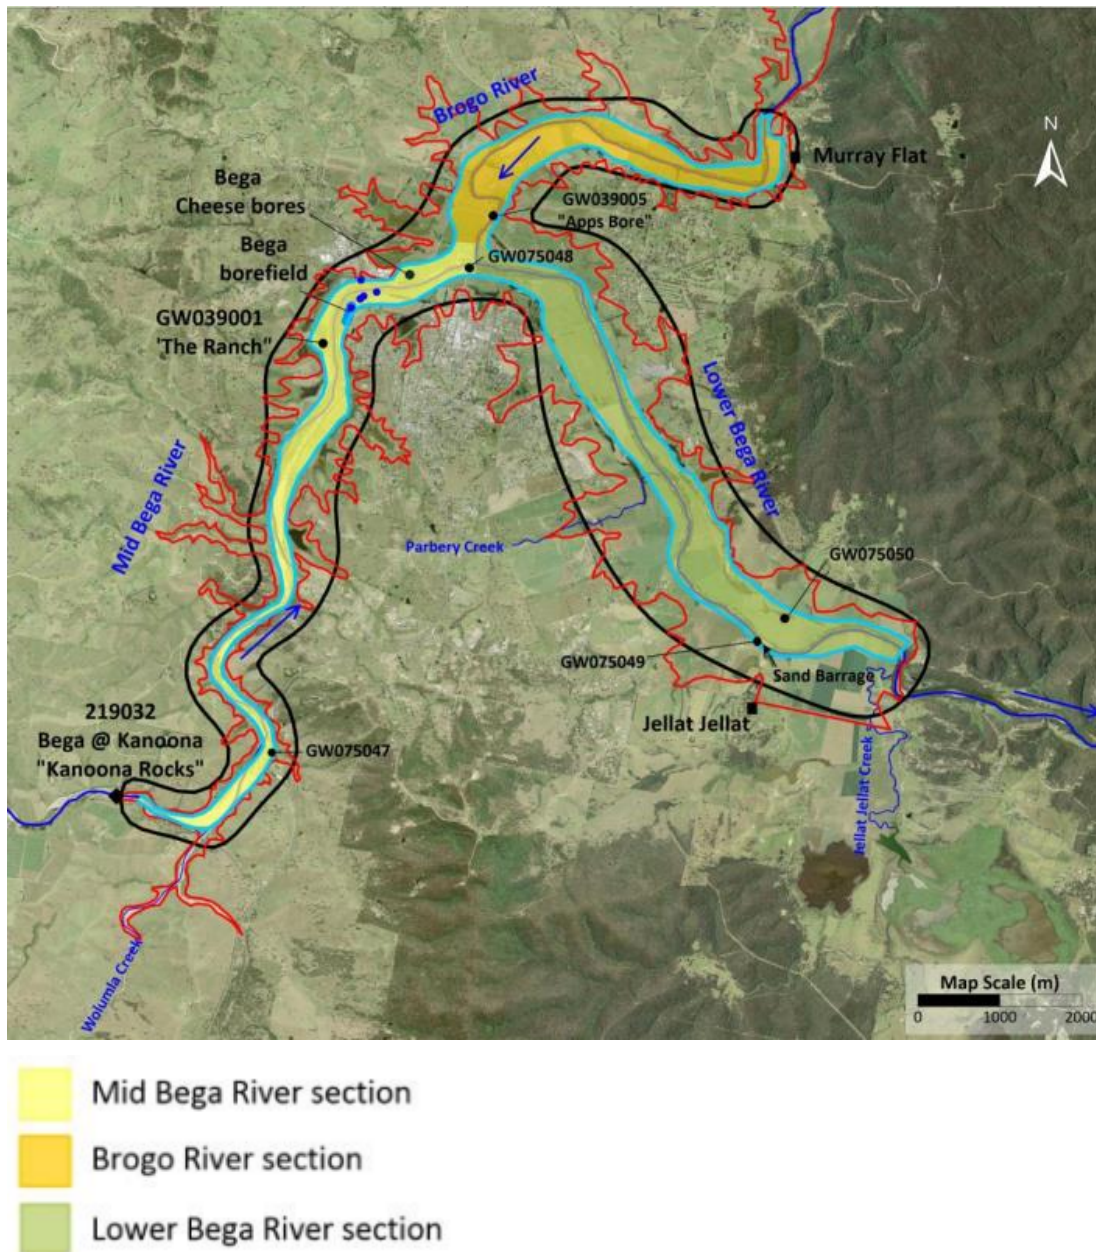 Brogo River
N
Murray Flat
Bega
Cheese bores
GW039005
"Apps Bore"
Bega
borefield
GW075048
GW039001
'The Ranch"
Lower Bega River
Mid Bega River
Parbery Creek
GW075050
GW075049
Sand Barrage
219032
Bega @ Kanoona
"Kanoona Rocks"
Jellat Jellat
GW075047
Jellat Jellat Creek
Wolumla Creek
Map Scale (m)
0 1000 2000
Mid Bega River section
Brogo River section
Lower Bega River section